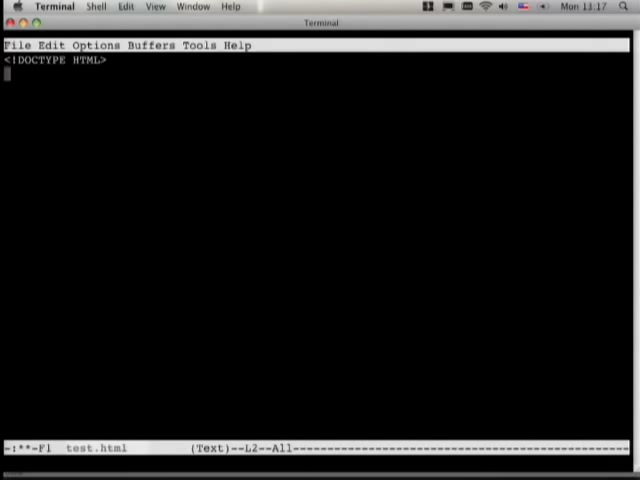 Terminal Shell Edit View Window Help Mon 13:17
Terminal
File Edit Options Buffers Tools Help
<!DOCTYPE HTML>
-:**-F1 test.html (Text)--L2--All-------------------------------------------------------